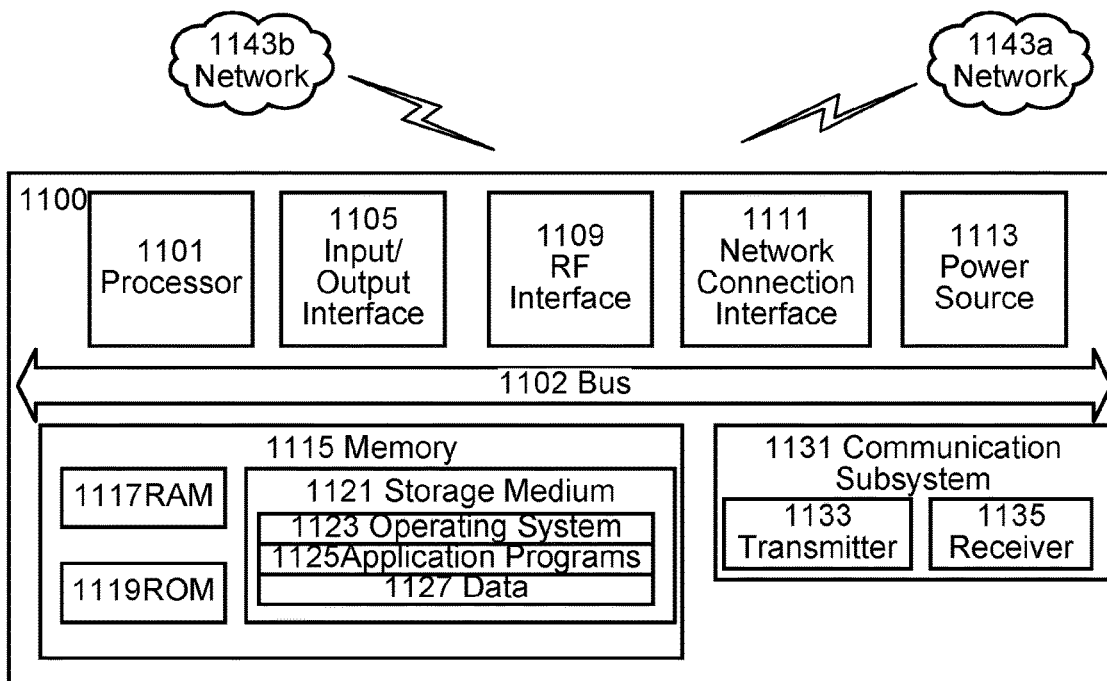 1143b
Network
1143a
Network
1100
1101
Processor
1105
Input/
Output
Interface
1109
RF
Interface
1111
Network
Connection
Interface
1113
Power
Source
1102 Bus
1115 Memory
1117RAM
1119ROM
1121 Storage Medium
1123 Operating System
1125Application Programs
1127 Data
1131 Communication
Subsystem
1133
Transmitter
1135
Receiver